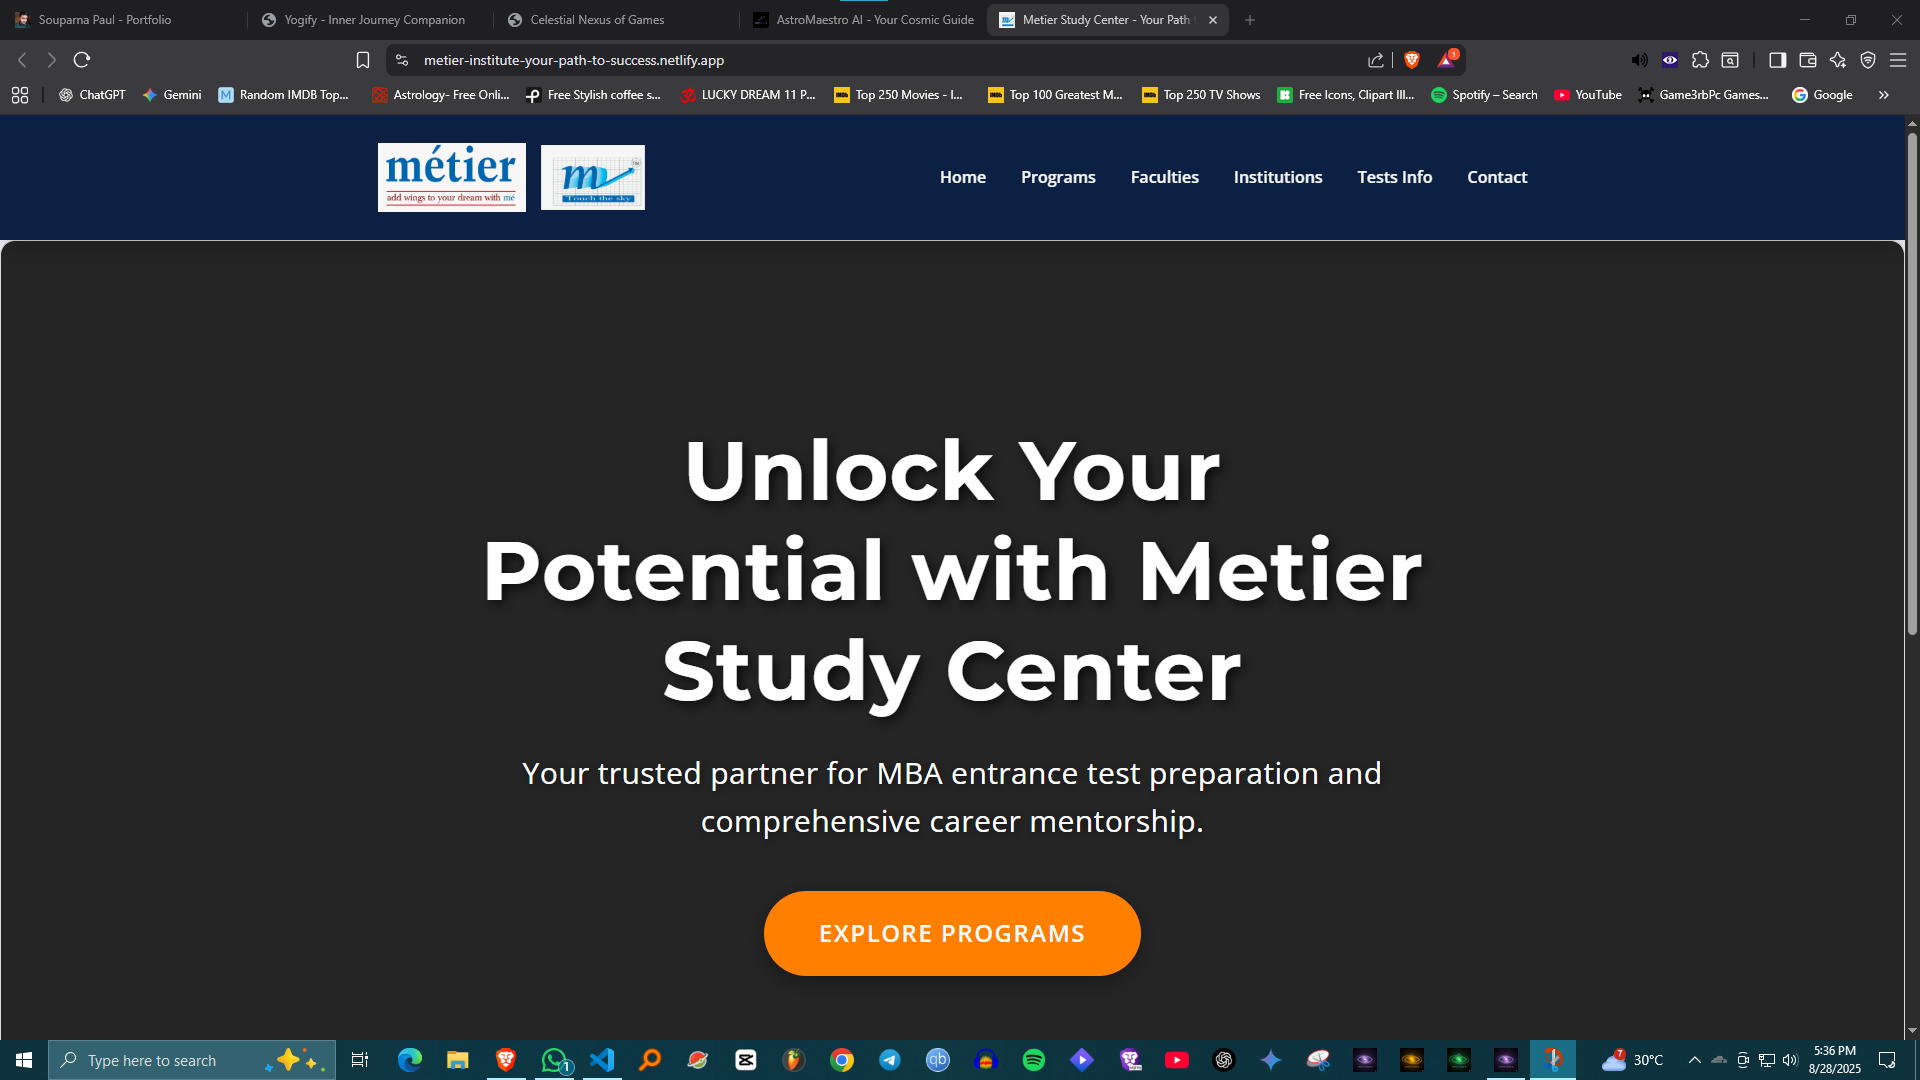 Souparna Paul - Portfolio
Yogify - Inner Journey Companion
Celestial Nexus of Games
AstroMaestro AI - Your Cosmic Guide
Metier Study Center - Your Path
metier-institute-your-path-to-success.netlify.app
1
ChatGPT
Gemini
Random IMDB Top...
Astrology- Free Onli...
Free Stylish coffee s...
LUCKY DREAM 11 P...
Top 250 Movies - I...
Top 100 Greatest M...
Top 250 TV Shows
Free Icons, Clipart Ill...
Spotify – Search
YouTube
Game3rbPc Games...
Google
métier
add wings to your dream with mé
m
Touch the sky
Home
Programs
Faculties
Institutions
Tests Info
Contact
Unlock Your
Potential with Metier
Study Center
Your trusted partner for MBA entrance test preparation and
comprehensive career mentorship.
EXPLORE PROGRAMS
Type here to search
1
7
30°C
5:36 PM
8/28/2025